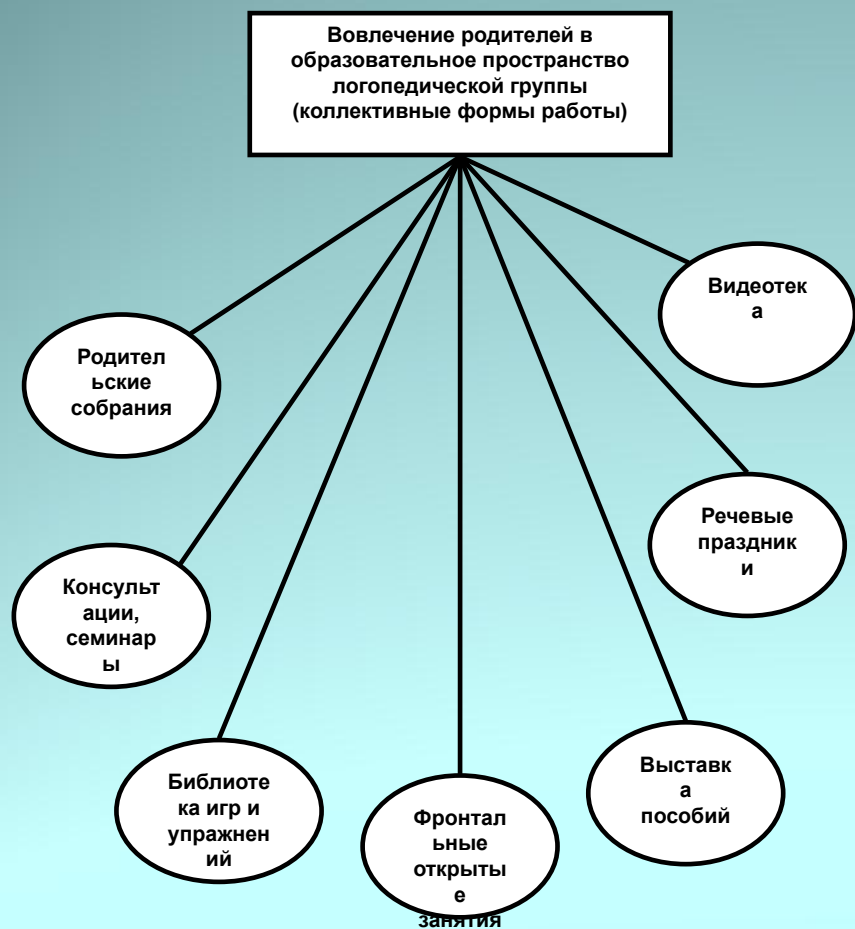 Вовлечение родителей в
образовательное пространство
логопедической группы
(коллективные формы работы)
Видеотек
а
Родител
ьские
собрания
Речевые
праздник
и
Консульт
ации,
семинар
ы
Библиоте
ка игр и
упражнен
ий
Выставк
а
пособий
Фронтал
ьные
открыты
е
занятия